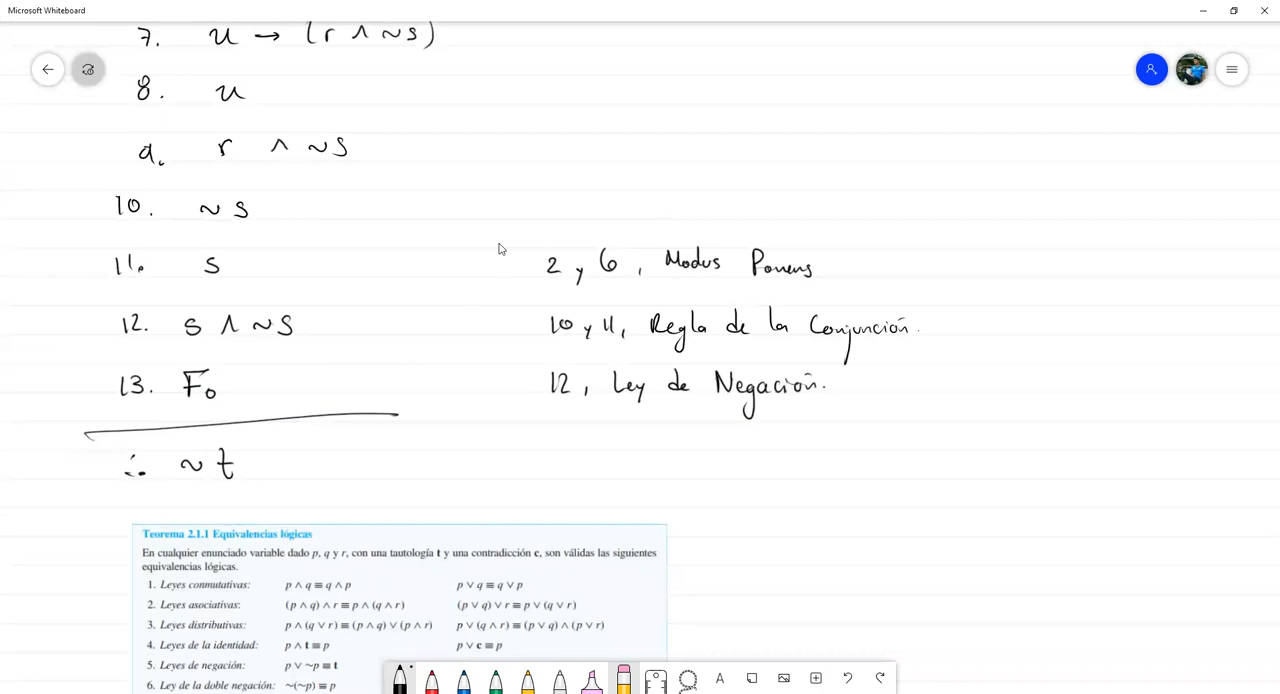 Microsoft Whiteboard
7. u → (r ∧ ~s)
8. u
9. r ∧ ~s
10. ~s
11. s 2 y 6, Modus Ponens
12. s ∧ ~s 10 y 11, Regla de la Conjunción.
13. F₀ 12, Ley de Negación.
∴ ~t
Teorema 2.1.1 Equivalencias lógicas
En cualquier enunciado variable dado p, q y r, con una tautología t y una contradicción c, son válidas las siguientes
equivalencias lógicas.
1. Leyes conmutativas: p ∧ q ≡ q ∧ p p ∨ q ≡ q ∨ p
2. Leyes asociativas: (p ∧ q) ∧ r ≡ p ∧ (q ∧ r) (p ∨ q) ∨ r ≡ p ∨ (q ∨ r)
3. Leyes distributivas: p ∧ (q ∨ r) ≡ (p ∧ q) ∨ (p ∧ r) p ∨ (q ∧ r) ≡ (p ∨ q) ∧ (p ∨ r)
4. Leyes de la identidad: p ∧ t ≡ p p ∨ c ≡ p
5. Leyes de negación: p ∨ ~p ≡ t
6. Ley de la doble negación: ~(~p) ≡ p